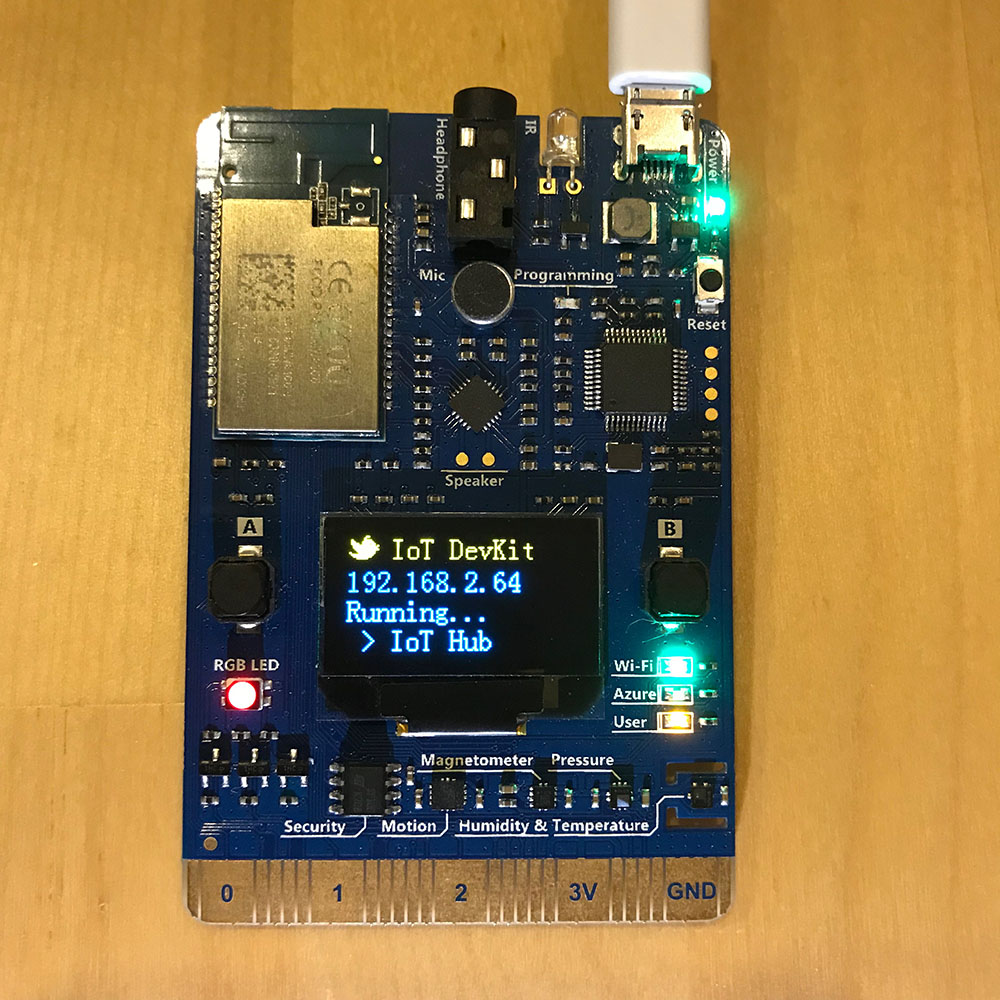 Headphone
IR
Power
CE
Mic
Programming
Reset
Speaker
A
B
IoT DevKit
192.168.2.64
Running...
> IoT Hub
RGB LED
Wi-Fi
Azure
User
Magnetometer
Pressure
Security
Motion
Humidity & Temperature
0
1
2
3V
GND